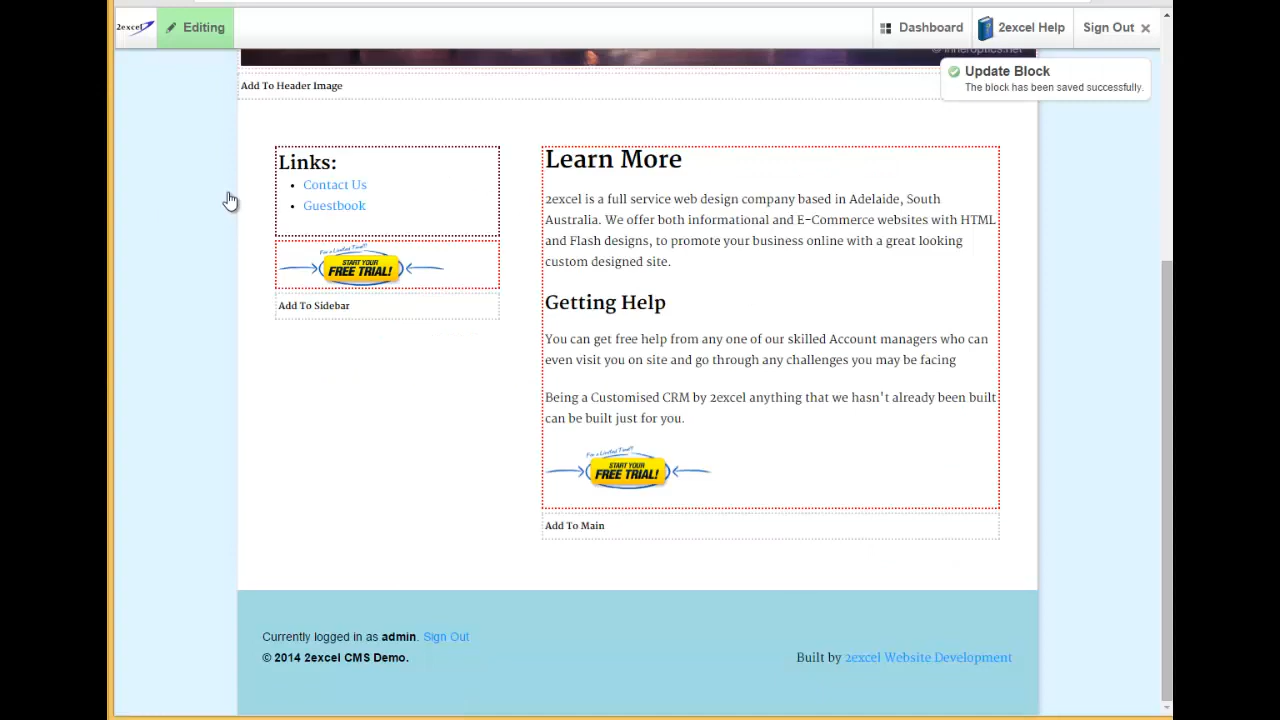 2excel
Editing
Dashboard
2excel Help
Sign Out
Update Block
The block has been saved successfully.
Add To Header Image
Links:
Contact Us
Guestbook
For a Limited Time!!
START YOUR
FREE TRIAL!
Add To Sidebar
Learn More
2excel is a full service web design company based in Adelaide, South
Australia. We offer both informational and E-Commerce websites with HTML
and Flash designs, to promote your business online with a great looking
custom designed site.
Getting Help
You can get free help from any one of our skilled Account managers who can
even visit you on site and go through any challenges you may be facing
Being a Customised CRM by 2excel anything that we hasn't already been built
can be built just for you.
For a Limited Time!!
START YOUR
FREE TRIAL!
Add To Main
Currently logged in as admin. Sign Out
© 2014 2excel CMS Demo.
Built by 2excel Website Development